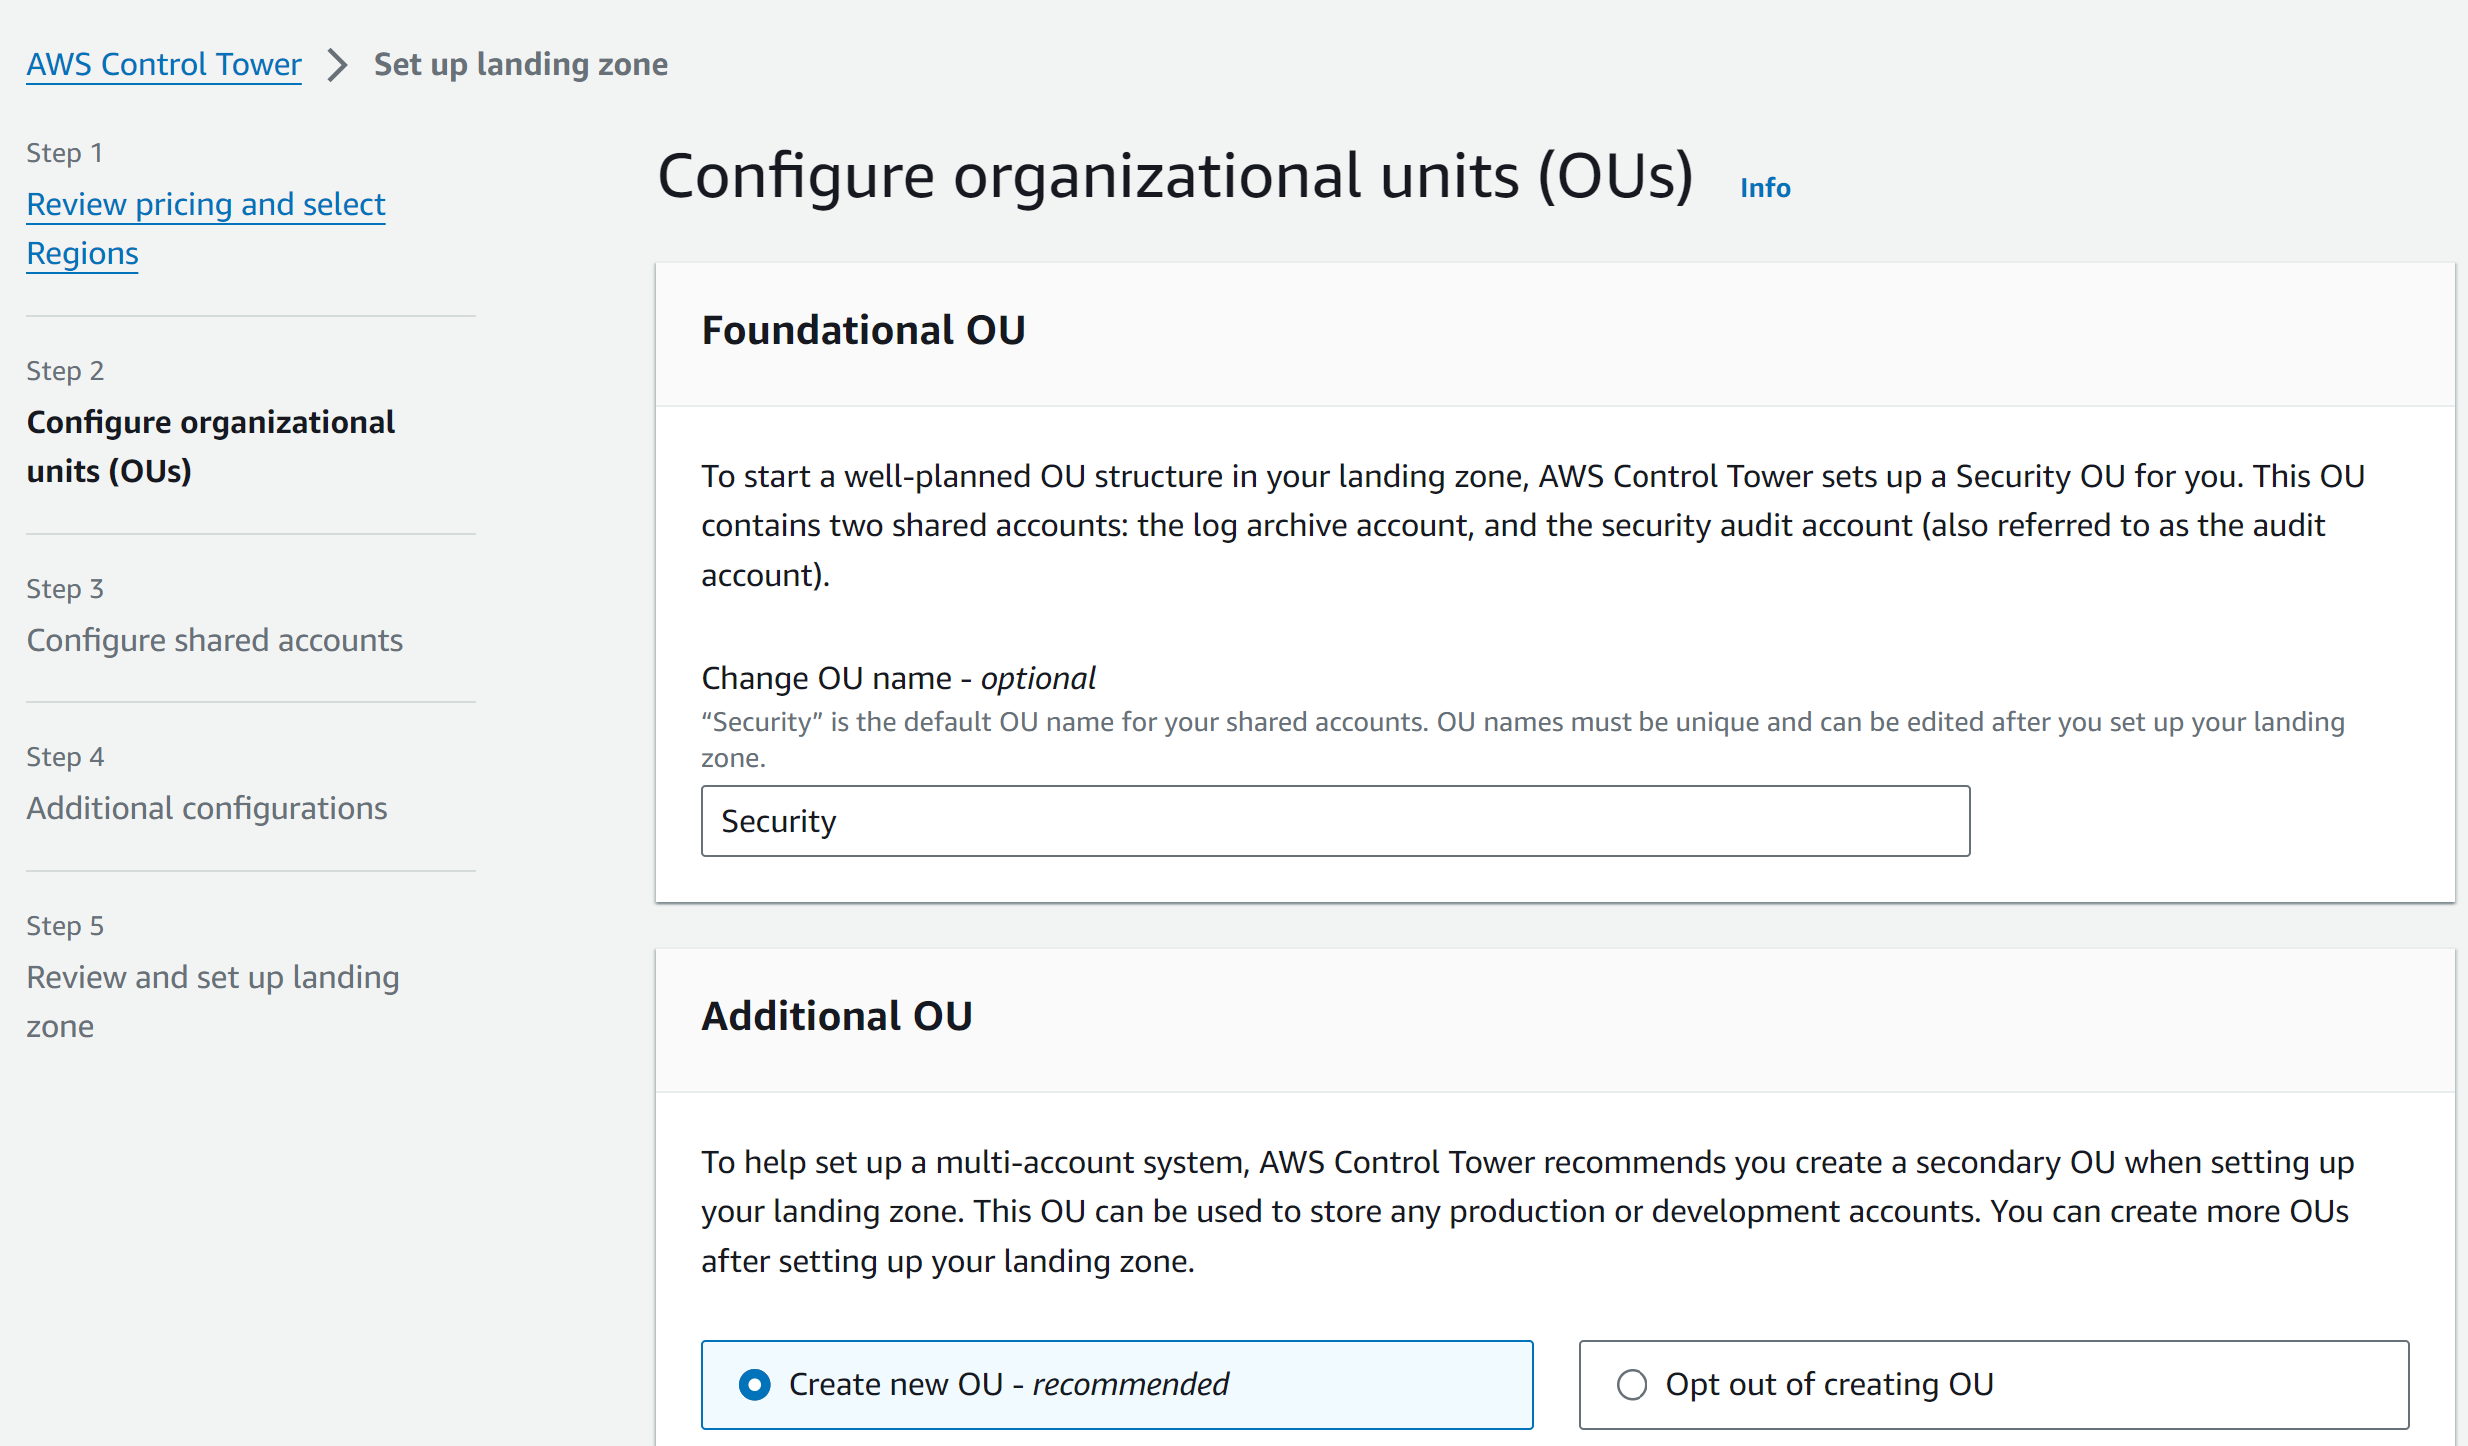 AWS Control Tower > Set up landing zone
Step 1
Review pricing and select
Regions
Step 2
Configure organizational
units (OUs)
Step 3
Configure shared accounts
Step 4
Additional configurations
Step 5
Review and set up landing
zone
Configure organizational units (OUs) Info
Foundational OU
To start a well-planned OU structure in your landing zone, AWS Control Tower sets up a Security OU for you. This OU
contains two shared accounts: the log archive account, and the security audit account (also referred to as the audit
account).
Change OU name - optional
“Security” is the default OU name for your shared accounts. OU names must be unique and can be edited after you set up your landing
zone.
Security
Additional OU
To help set up a multi-account system, AWS Control Tower recommends you create a secondary OU when setting up
your landing zone. This OU can be used to store any production or development accounts. You can create more OUs
after setting up your landing zone.
Create new OU - recommended
Opt out of creating OU